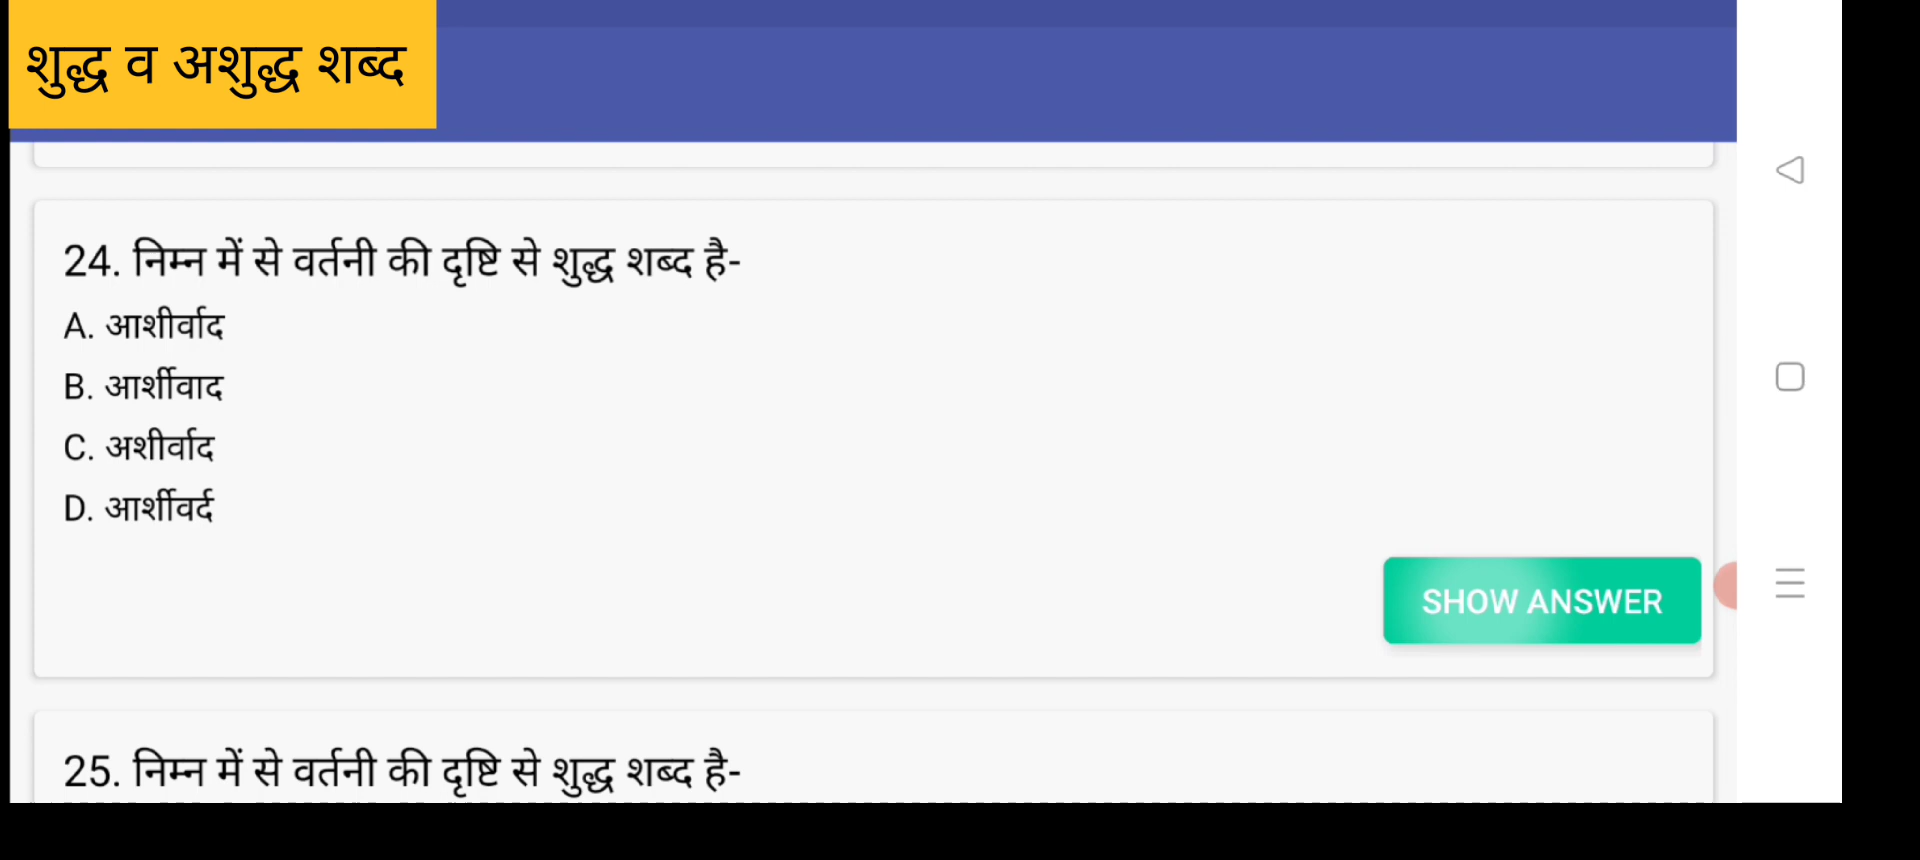 शुद्ध व अशुद्ध शब्द
24. निम्न में से वर्तनी की दृष्टि से शुद्ध शब्द है-
A. आशीर्वाद
B. आर्शीवाद
C. अशीर्वाद
D. आर्शीवर्द
SHOW ANSWER
25. निम्न में से वर्तनी की दृष्टि से शुद्ध शब्द है-